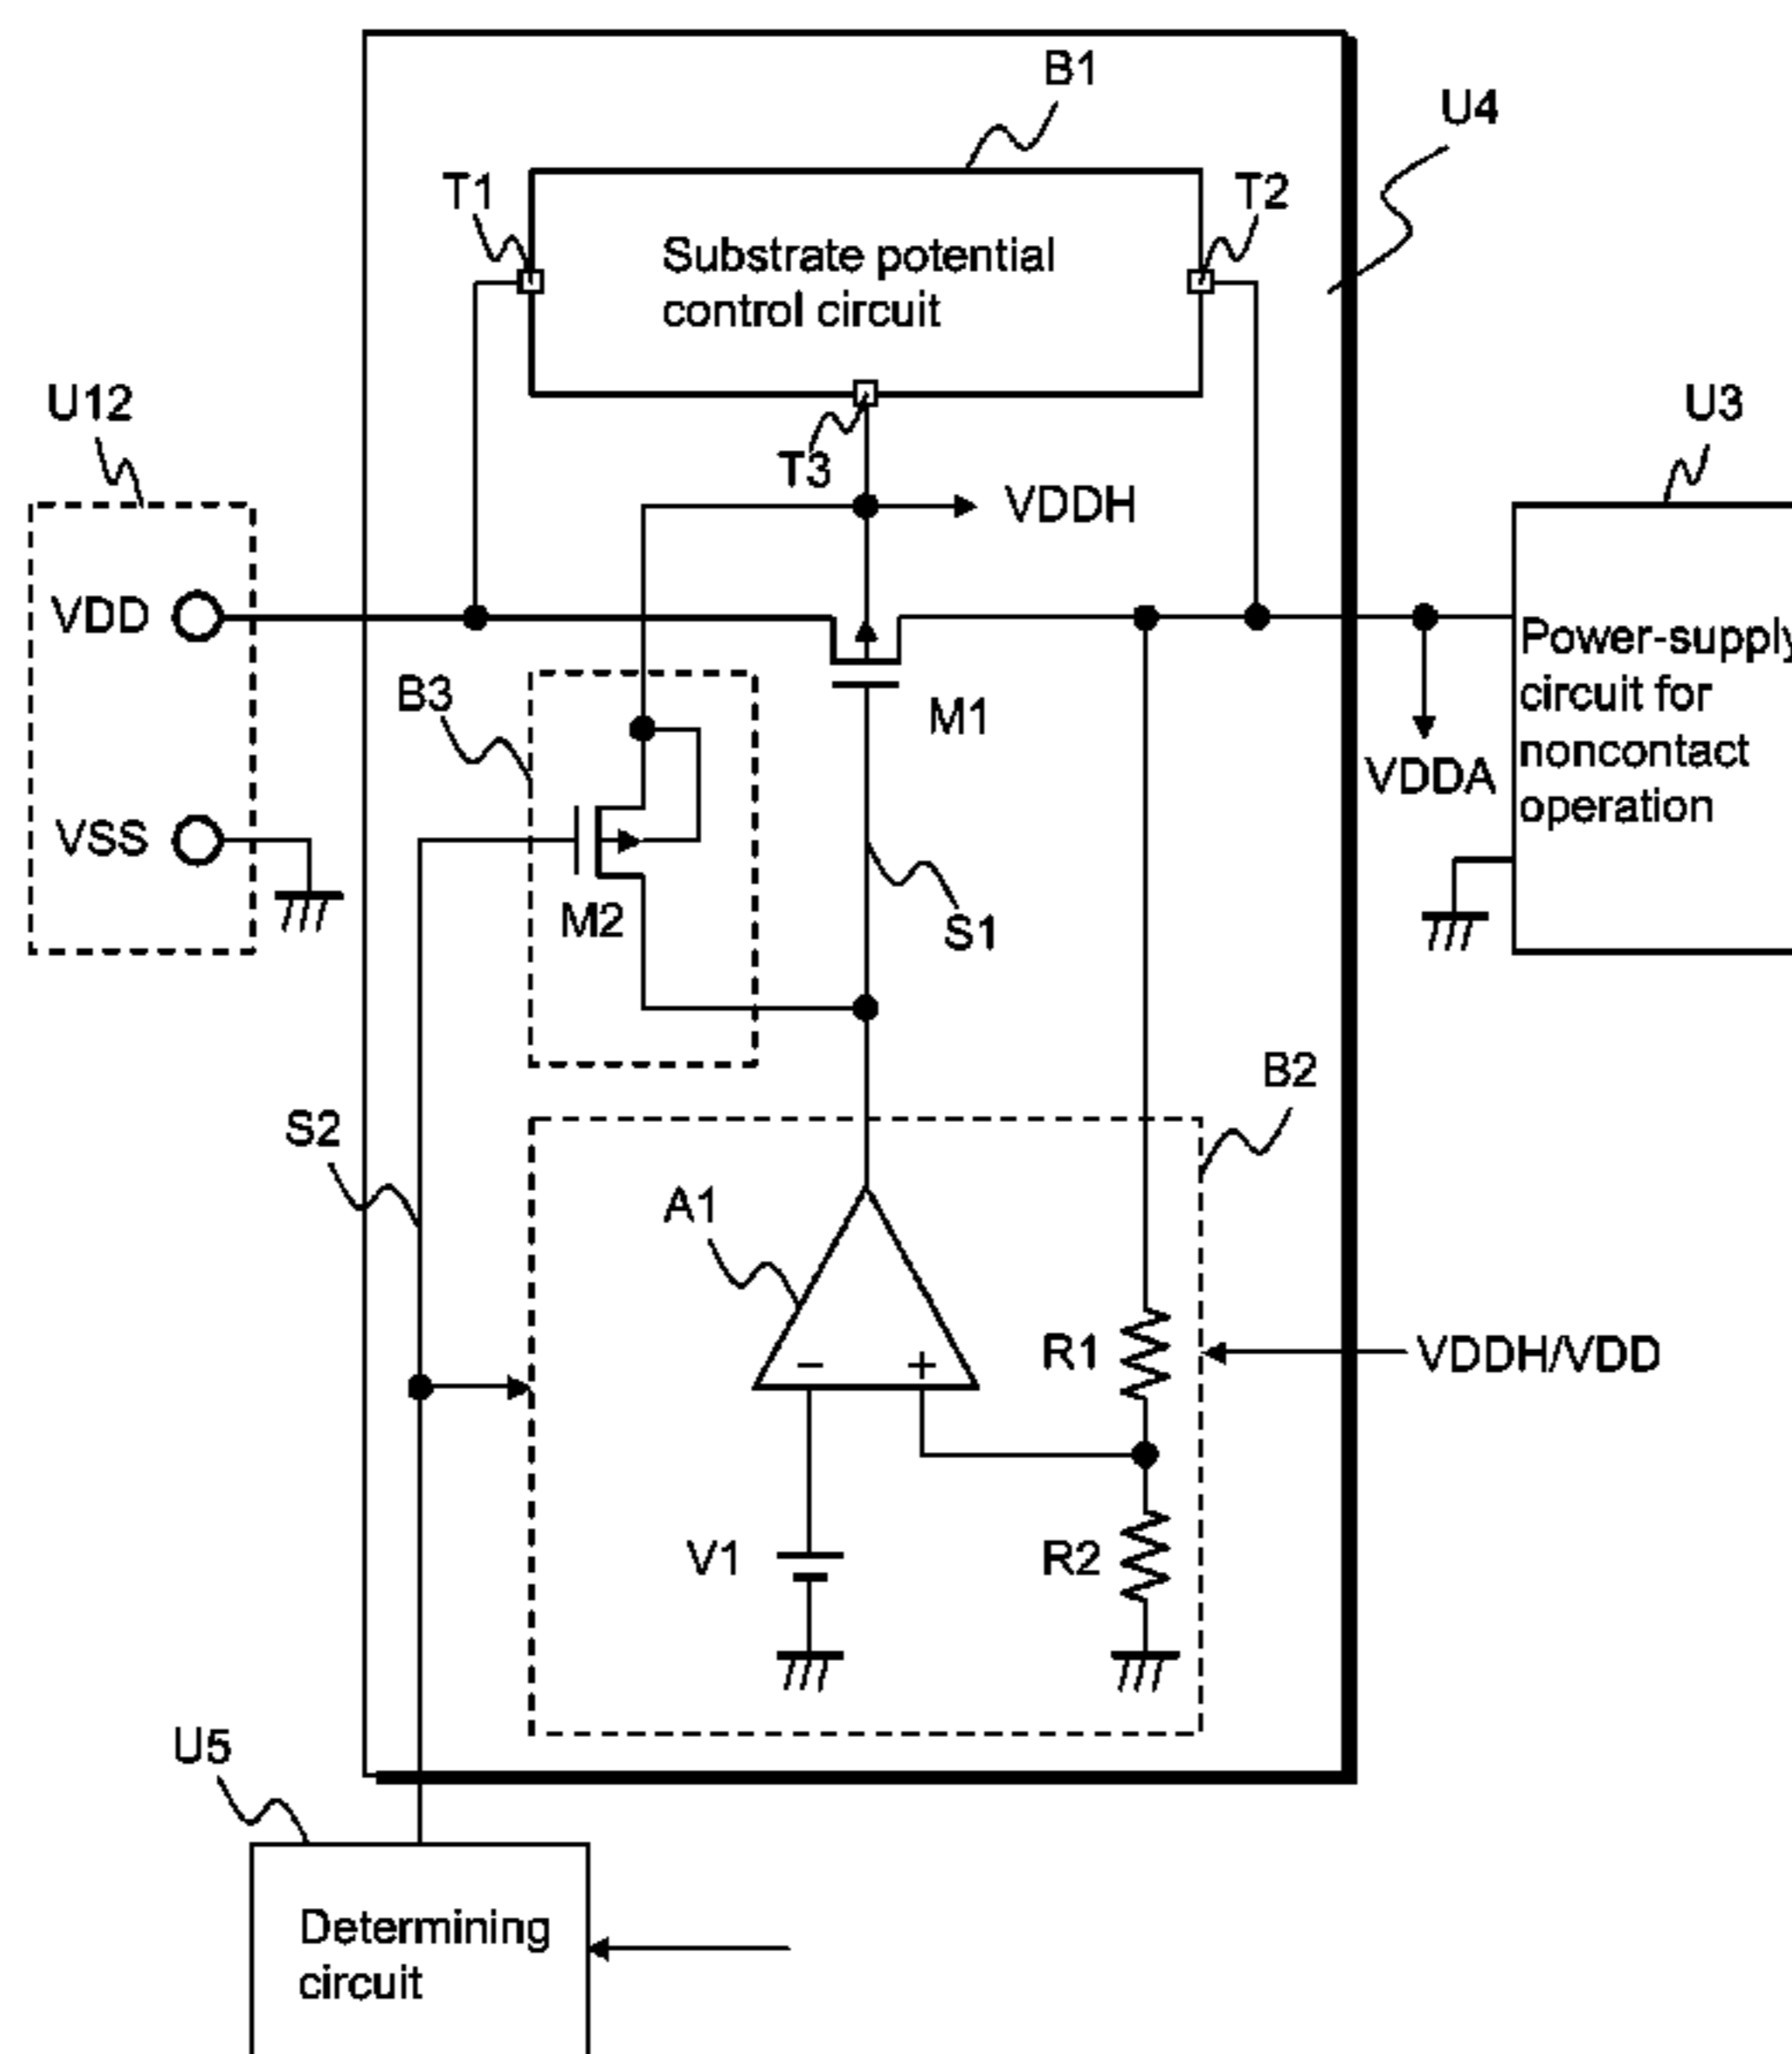 B1
U4
T1
T2
Substrate potential
control circuit
U12
U3
T3
VDDH
VDD
Power-supply
circuit for
noncontact
operation
B3
M1
VDDA
VSS
M2
S1
B2
S2
A1
R1
VDDH/VDD
− +
V1
R2
U5
Determining
circuit